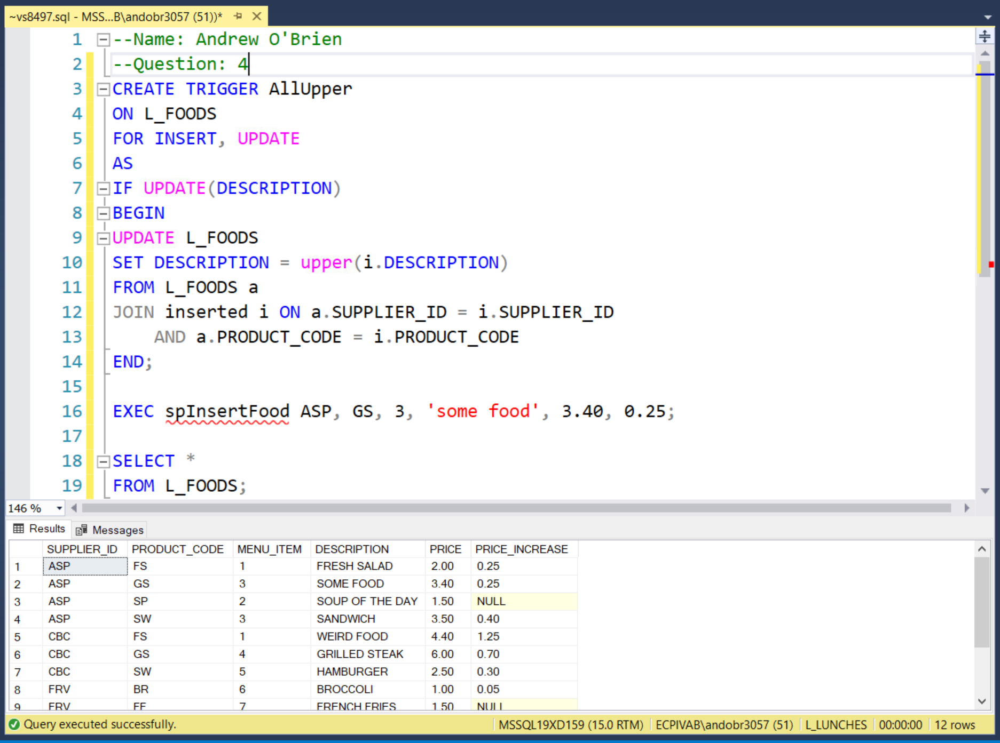 ~vs8497.sql - MSS...B\andobr3057 (51))*
1 --Name: Andrew O'Brien
2 --Question: 4
3 CREATE TRIGGER AllUpper
4 ON L_FOODS
5 FOR INSERT, UPDATE
6 AS
7 IF UPDATE(DESCRIPTION)
8 BEGIN
9 UPDATE L_FOODS
10 SET DESCRIPTION = upper(i.DESCRIPTION)
11 FROM L_FOODS a
12 JOIN inserted i ON a.SUPPLIER_ID = i.SUPPLIER_ID
13     AND a.PRODUCT_CODE = i.PRODUCT_CODE
14 END;
15
16 EXEC spInsertFood ASP, GS, 3, 'some food', 3.40, 0.25;
17
18 SELECT *
19 FROM L_FOODS;
146 %
Results Messages
SUPPLIER_ID PRODUCT_CODE MENU_ITEM DESCRIPTION PRICE PRICE_INCREASE
1 ASP FS 1 FRESH SALAD 2.00 0.25
2 ASP GS 3 SOME FOOD 3.40 0.25
3 ASP SP 2 SOUP OF THE DAY 1.50 NULL
4 ASP SW 3 SANDWICH 3.50 0.40
5 CBC FS 1 WEIRD FOOD 4.40 1.25
6 CBC GS 4 GRILLED STEAK 6.00 0.70
7 CBC SW 5 HAMBURGER 2.50 0.30
8 FRV BR 6 BROCCOLI 1.00 0.05
9 FRV FF 7 FRENCH FRIES 1.50 NULL
Query executed successfully. MSSQL19XD159 (15.0 RTM) ECPIVAB\andobr3057 (51) L_LUNCHES 00:00:00 12 rows